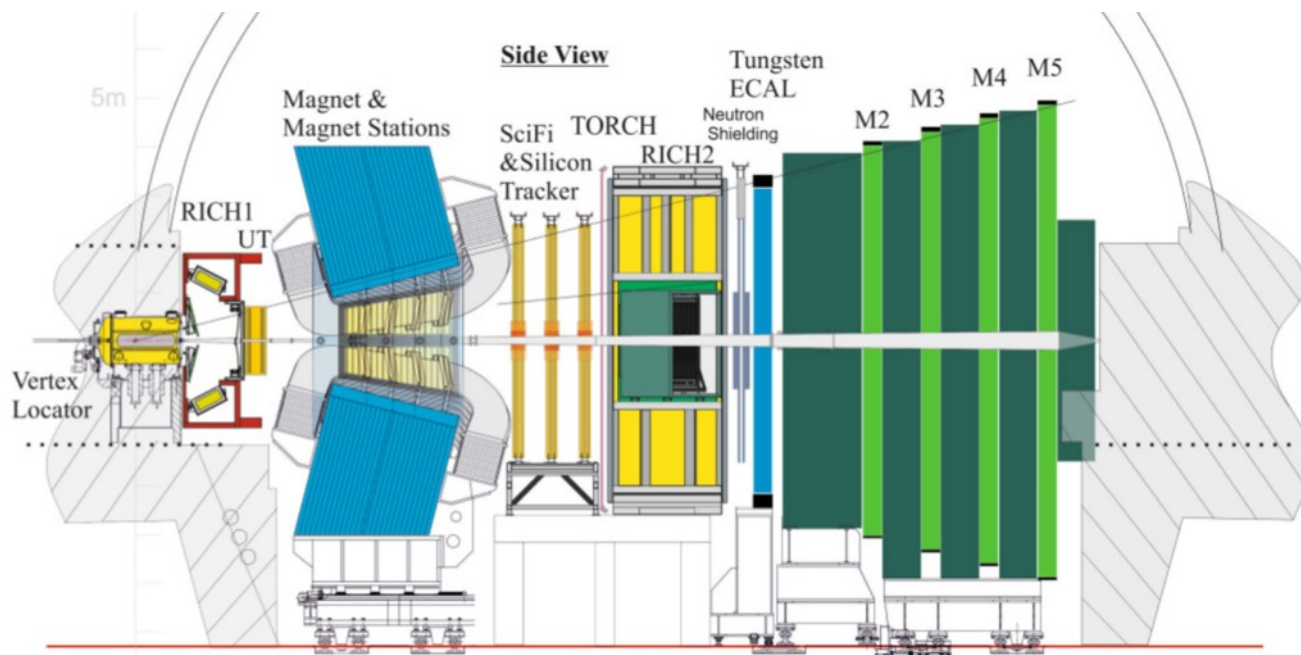 Side View
5m
Magnet &
Magnet Stations
SciFi
&Silicon
Tracker
TORCH
RICH2
Neutron
Shielding
Tungsten
ECAL
M2
M3
M4
M5
RICH1
UT
Vertex
Locator